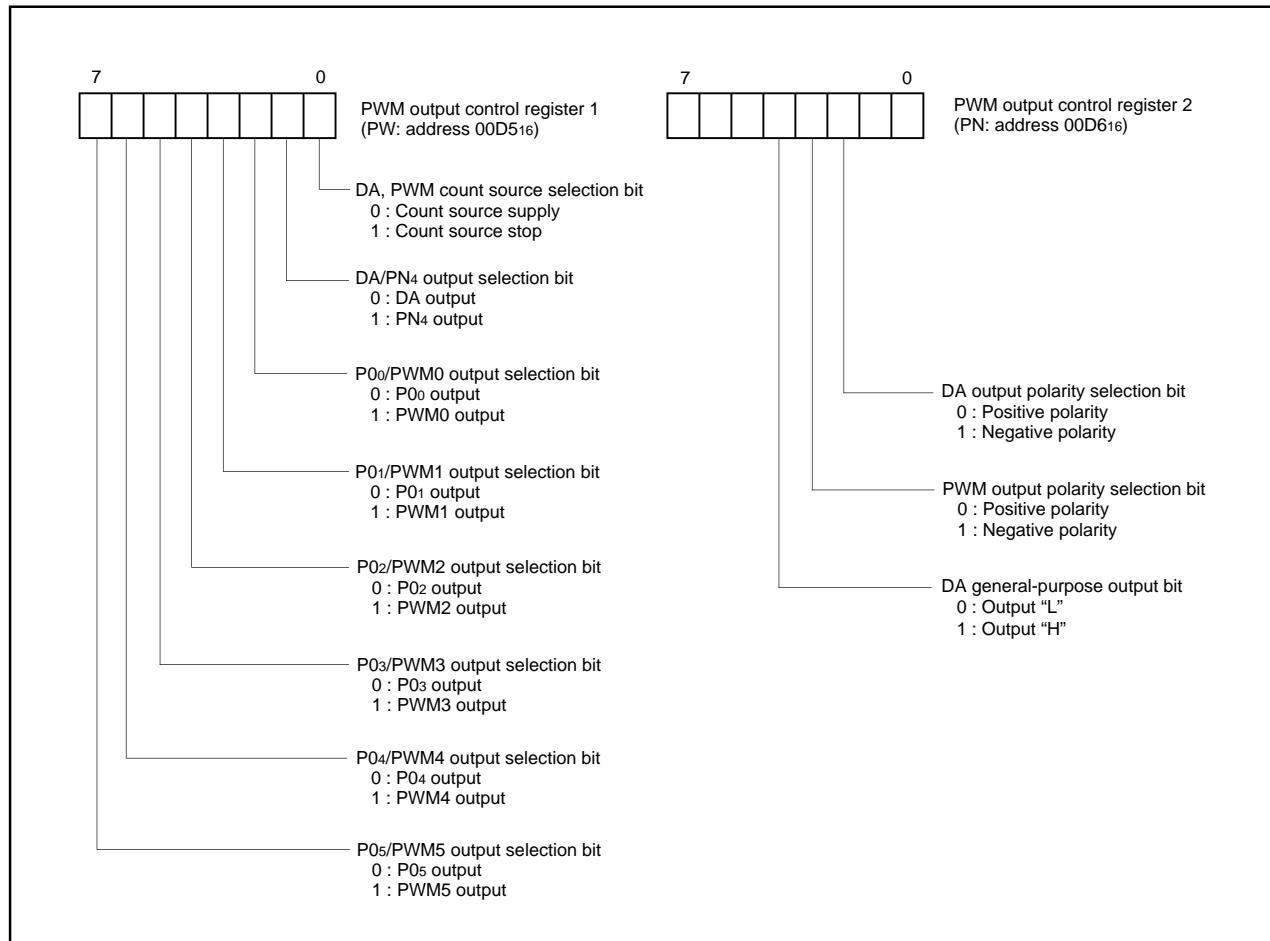 7 0
PWM output control register 1
(PW: address 00D516)
DA, PWM count source selection bit
0 : Count source supply
1 : Count source stop
DA/PN4 output selection bit
0 : DA output
1 : PN4 output
P00/PWM0 output selection bit
0 : P00 output
1 : PWM0 output
P01/PWM1 output selection bit
0 : P01 output
1 : PWM1 output
P02/PWM2 output selection bit
0 : P02 output
1 : PWM2 output
P03/PWM3 output selection bit
0 : P03 output
1 : PWM3 output
P04/PWM4 output selection bit
0 : P04 output
1 : PWM4 output
P05/PWM5 output selection bit
0 : P05 output
1 : PWM5 output
7 0
PWM output control register 2
(PN: address 00D616)
DA output polarity selection bit
0 : Positive polarity
1 : Negative polarity
PWM output polarity selection bit
0 : Positive polarity
1 : Negative polarity
DA general-purpose output bit
0 : Output “L”
1 : Output “H”